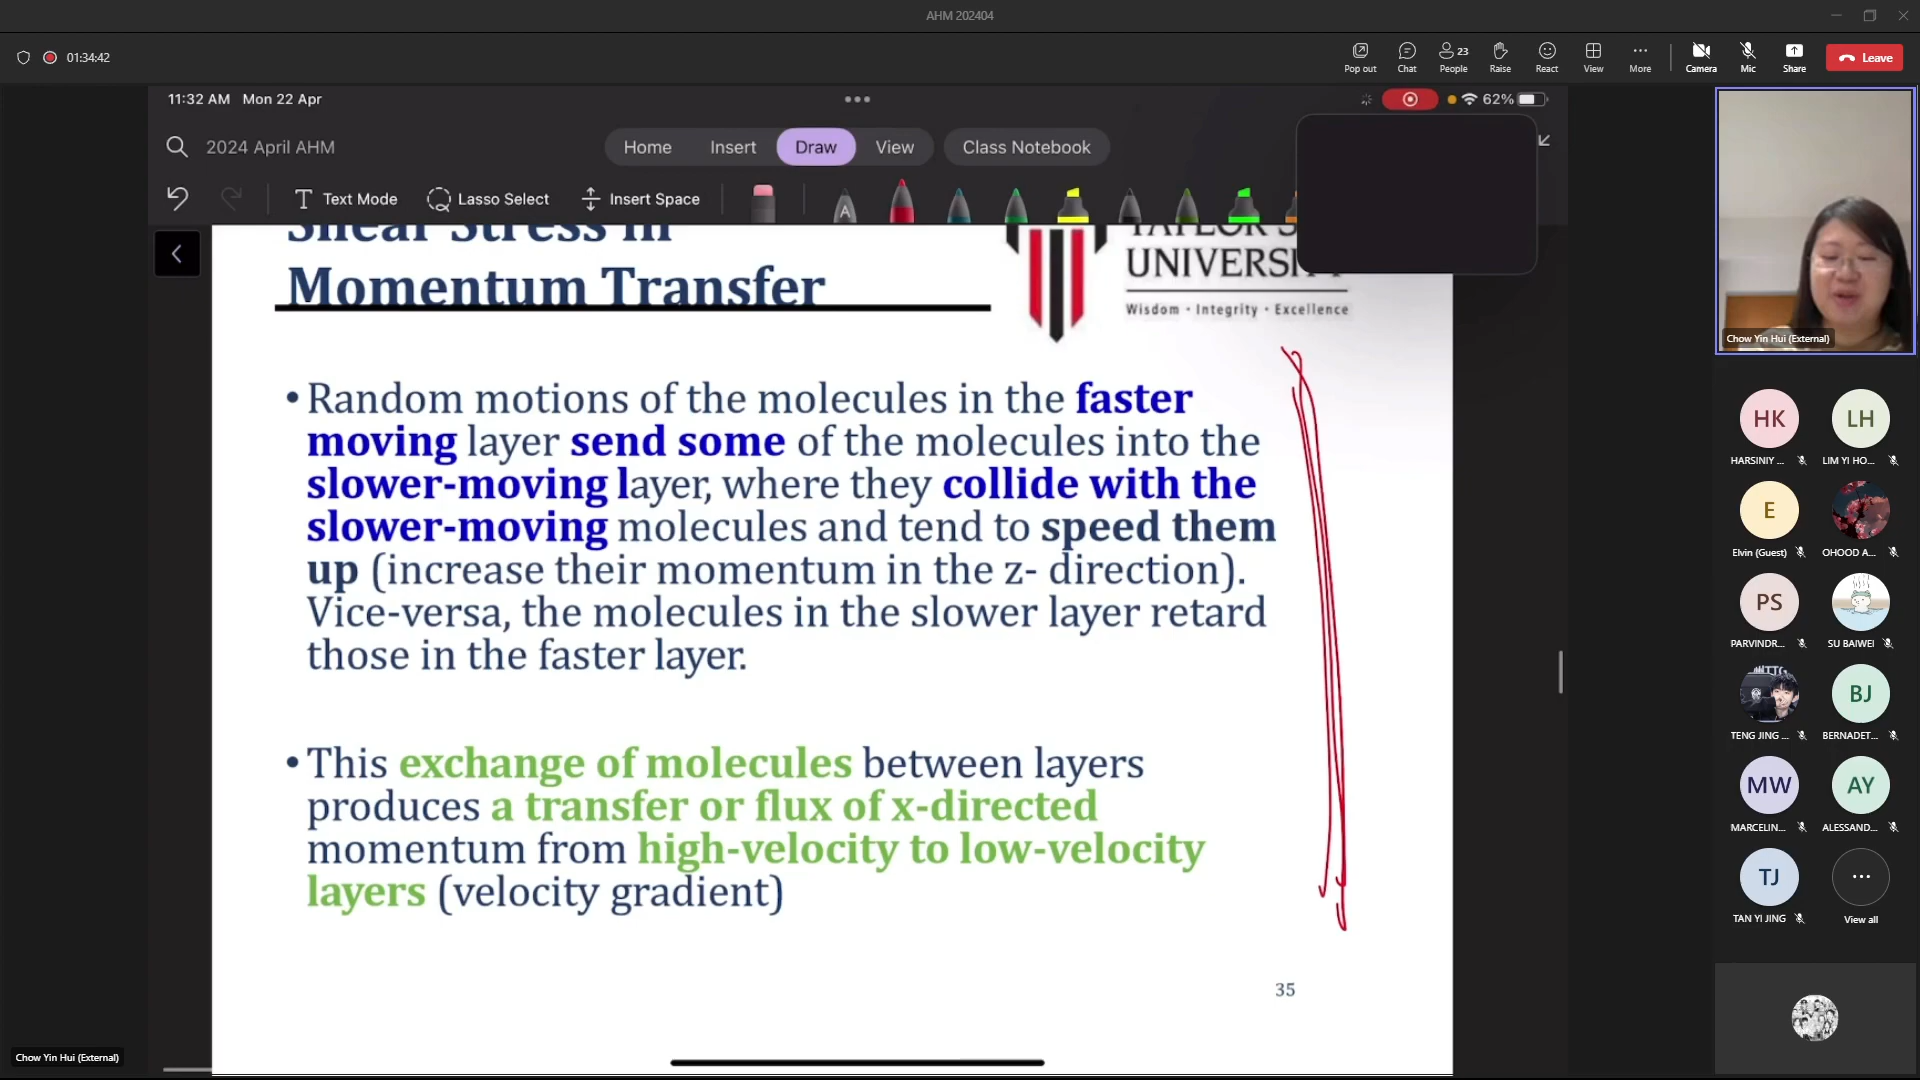 AHM 202404
01:34:42
Pop out
Chat
People
23
Raise
React
View
More
Camera
Mic
Share
Leave
11:32 AM Mon 22 Apr
62%
2024 April AHM
Home
Insert
Draw
View
Class Notebook
Text Mode
Lasso Select
Insert Space
A
Shear Stress in
Momentum Transfer
TAYLOR'S
UNIVERSITY
Wisdom · Integrity · Excellence
• Random motions of the molecules in the faster
moving layer send some of the molecules into the
slower-moving layer, where they collide with the
slower-moving molecules and tend to speed them
up (increase their momentum in the z- direction).
Vice-versa, the molecules in the slower layer retard
those in the faster layer.
• This exchange of molecules between layers
produces a transfer or flux of x-directed
momentum from high-velocity to low-velocity
layers (velocity gradient)
35
Chow Yin Hui (External)
Chow Yin Hui (External)
HK
HARSINIY ...
LH
LIM YI HO...
E
Elvin (Guest)
OHOOD A...
PS
PARVINDR...
SU BAIWEI
TENG JING ...
BJ
BERNADET...
MW
MARCELIN...
AY
ALESSAND...
TJ
TAN YI JING
View all